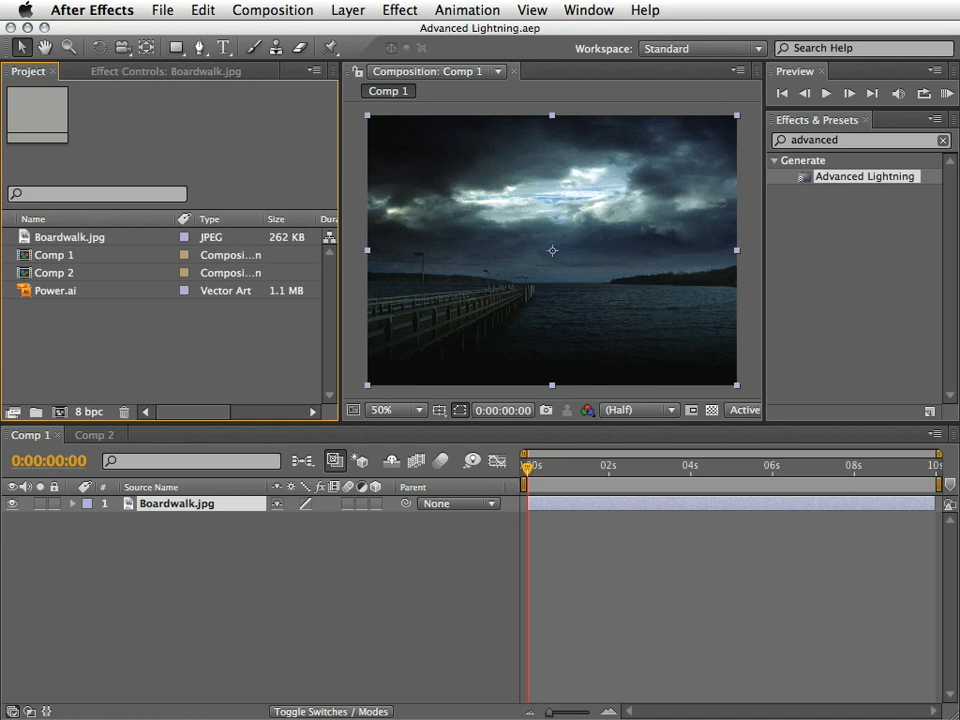 After Effects File Edit Composition Layer Effect Animation View Window Help
Advanced Lightning.aep
Workspace: Standard Search Help
Project Effect Controls: Boardwalk.jpg Composition: Comp 1 Preview
Comp 1
Effects & Presets
advanced
Generate
Advanced Lightning
Name Type Size Dura
Boardwalk.jpg JPEG 262 KB
Comp 1 Composi...n
Comp 2 Composi...n
Power.ai Vector Art 1.1 MB
8 bpc 50% 0:00:00:00 (Half) Active
Comp 1 Comp 2
0:00:00:00
00s 02s 04s 06s 08s 10s
# Source Name fx Parent
1 Boardwalk.jpg None
Toggle Switches / Modes